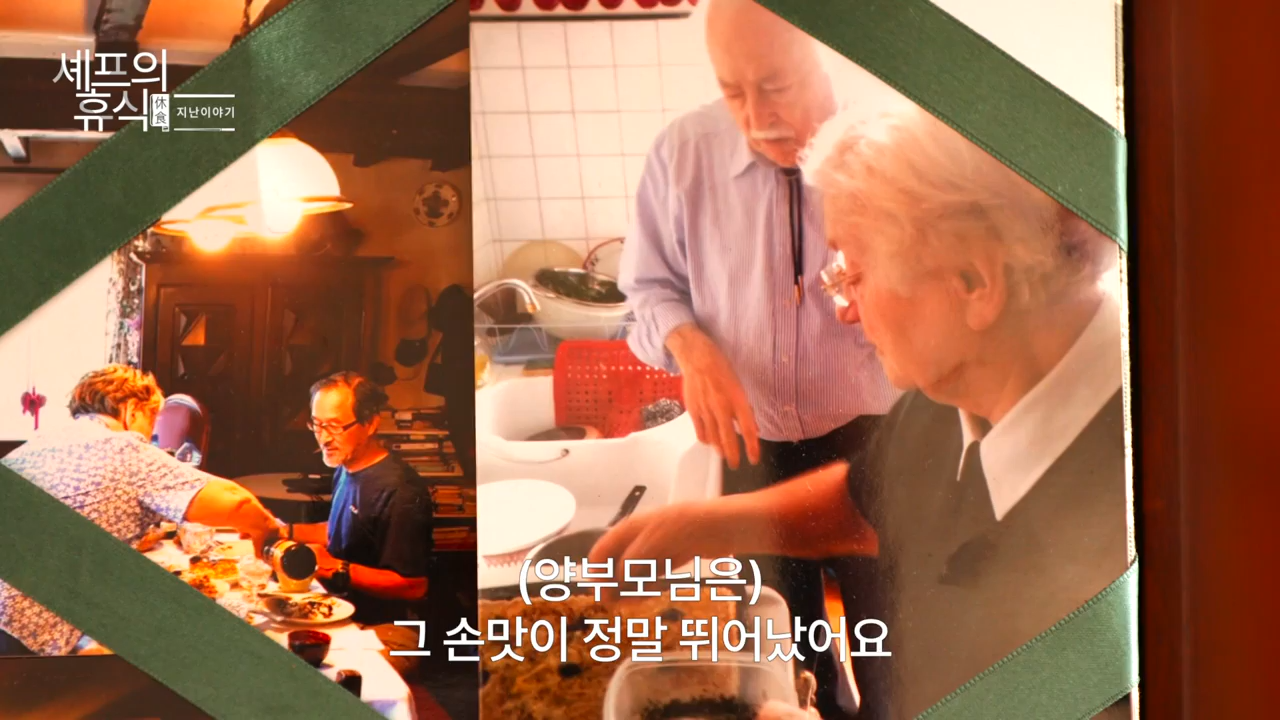 셰프의
휴식
休食
지난이야기
(양부모님은)
그 손맛이 정말 뛰어났어요